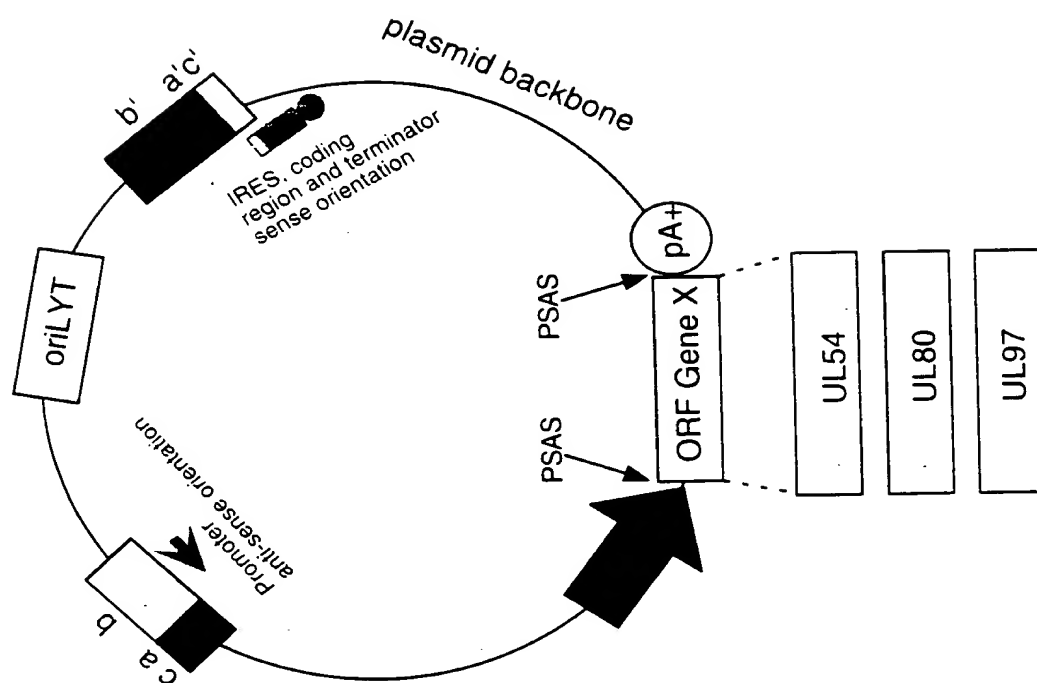 plasmid backbone
b'
a'c'
IRES, coding
region and terminator
sense orientation
oriLYT
Promoter
anti-sense orientation
b
c a
PSAS
PSAS
ORF Gene X
pA+
UL54
UL80
UL97